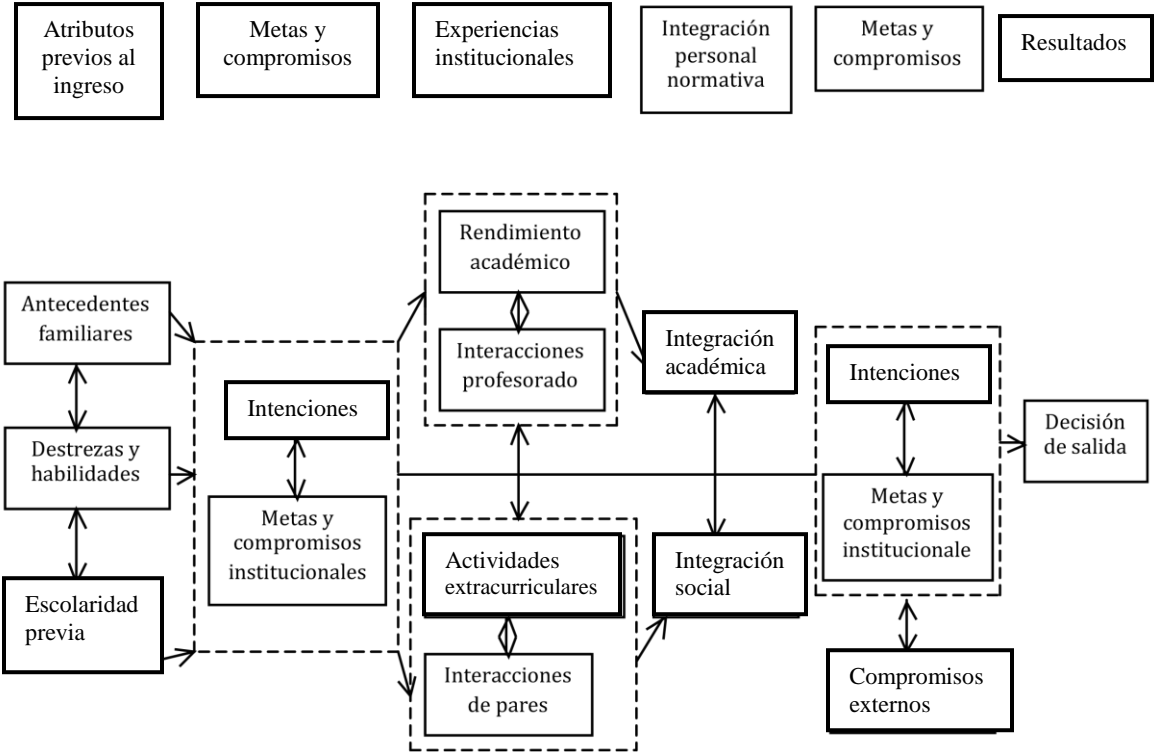 Atributos
previos al
ingreso
Metas y
compromisos
Experiencias
institucionales
Integración
personal
normativa
Metas y
compromisos
Resultados
Antecedentes
familiares
Destrezas y
habilidades
Escolaridad
previa
Intenciones
Metas y
compromisos
institucionales
Rendimiento
académico
Interacciones
profesorado
Actividades
extracurriculares
Interacciones
de pares
Integración
académica
Integración
social
Intenciones
Metas y
compromisos
institucionale
Compromisos
externos
Decisión
de salida